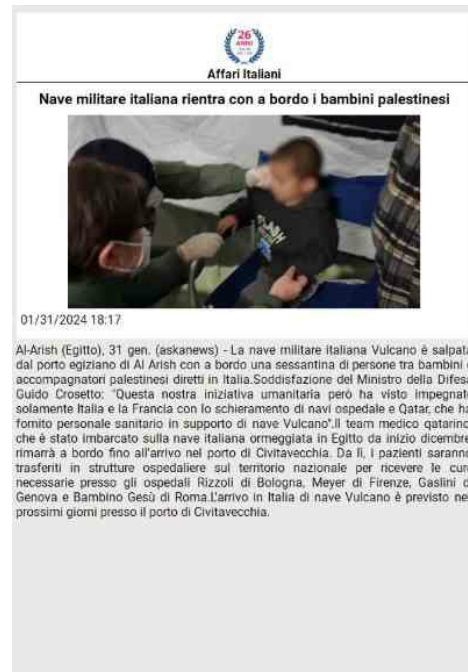 26
ANNI
Affari Italiani
Nave militare italiana rientra con a bordo i bambini palestinesi
01/31/2024 18:17
Al-Arish (Egitto), 31 gen. (askanews) - La nave militare italiana Vulcano è salpata
dal porto egiziano di Al Arish con a bordo una sessantina di persone tra bambini
accompagnatori palestinesi diretti in Italia.Soddisfazione del Ministro della Difes
Guido Crosetto: "Questa nostra iniziativa umanitaria però ha visto impegnat
solamente Italia e la Francia con lo schieramento di navi ospedale e Qatar, che ha
fornito personale sanitario in supporto di nave Vulcano".Il team medico qatarino
che è stato imbarcato sulla nave italiana ormeggiata in Egitto da inizio dicembre
rimarrà a bordo fino all'arrivo nel porto di Civitavecchia. Da lì, i pazienti saranno
trasferiti in strutture ospedaliere sul territorio nazionale per ricevere le cure
necessarie presso gli ospedali Rizzoli di Bologna, Meyer di Firenze, Gaslini d
Genova e Bambino Gesù di Roma.L'arrivo in Italia di nave Vulcano è previsto nei
prossimi giorni presso il porto di Civitavecchia.